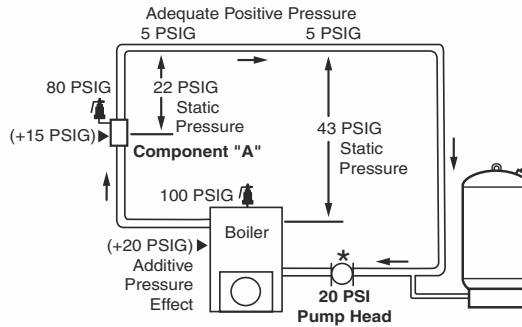 Adequate Positive Pressure
5 PSIG
5 PSIG
80 PSIG
22 PSIG
Static
Pressure
(+15 PSIG)
Component "A"
43 PSIG
Static
Pressure
100 PSIG
(+20 PSIG)
Additive
Pressure
Effect
Boiler
*
20 PSI
Pump Head